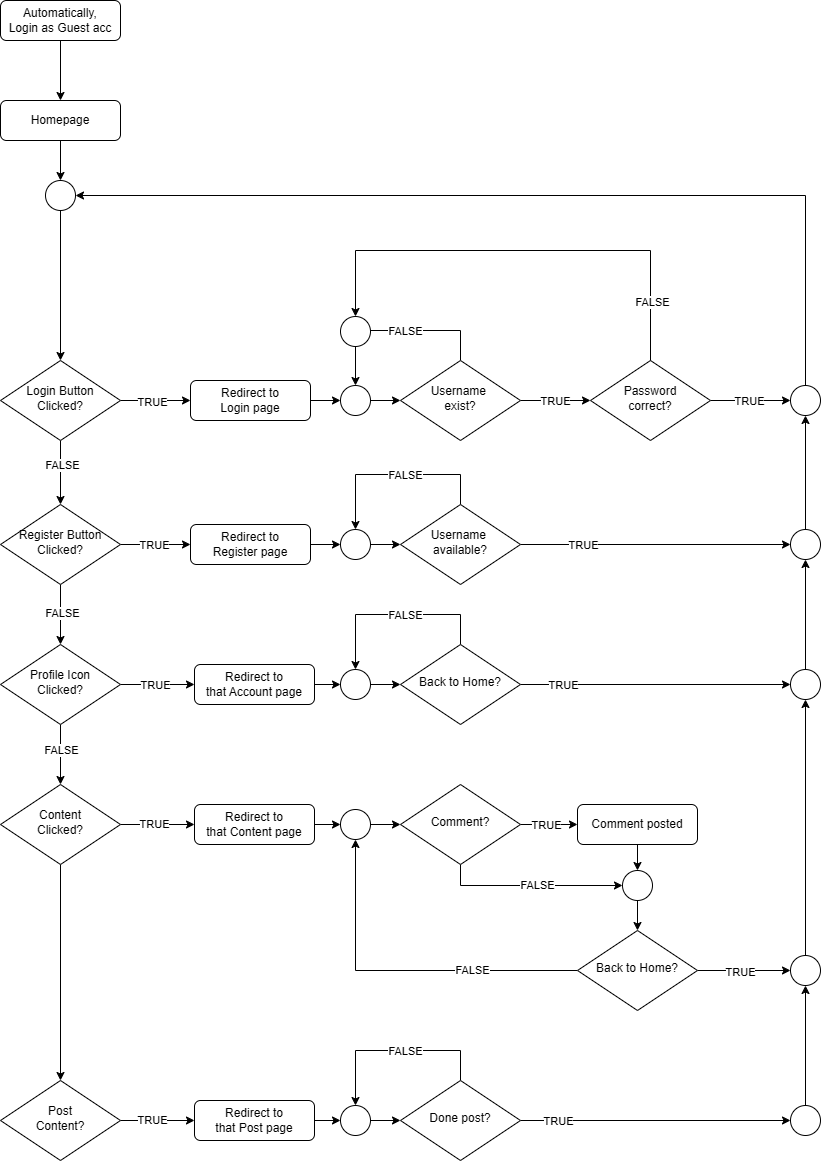 Automatically,
Login as Guest acc
Homepage
FALSE
FALSE
Login Button
Clicked?
TRUE
Redirect to
Login page
Username
exist?
TRUE
Password
correct?
TRUE
FALSE
FALSE
Register Button
Clicked?
TRUE
Redirect to
Register page
Username
available?
TRUE
FALSE
FALSE
Profile Icon
Clicked?
TRUE
Redirect to
that Account page
Back to Home?
TRUE
FALSE
Content
Clicked?
TRUE
Redirect to
that Content page
Comment?
TRUE
Comment posted
FALSE
FALSE
Back to Home?
TRUE
FALSE
Post
Content?
TRUE
Redirect to
that Post page
Done post?
TRUE